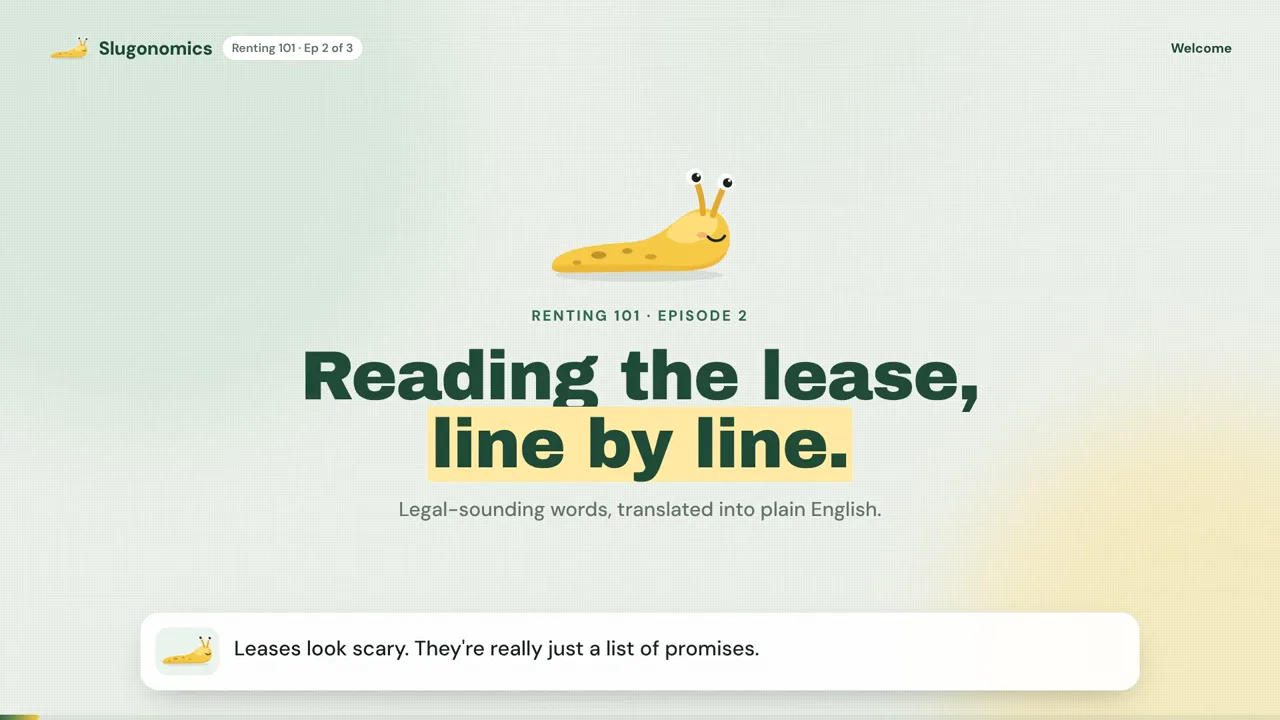 Slugonomics
Renting 101 · Ep 2 of 3
Welcome
RENTING 101 · EPISODE 2
Reading the lease,
line by line.
Legal-sounding words, translated into plain English.
Leases look scary. They're really just a list of promises.